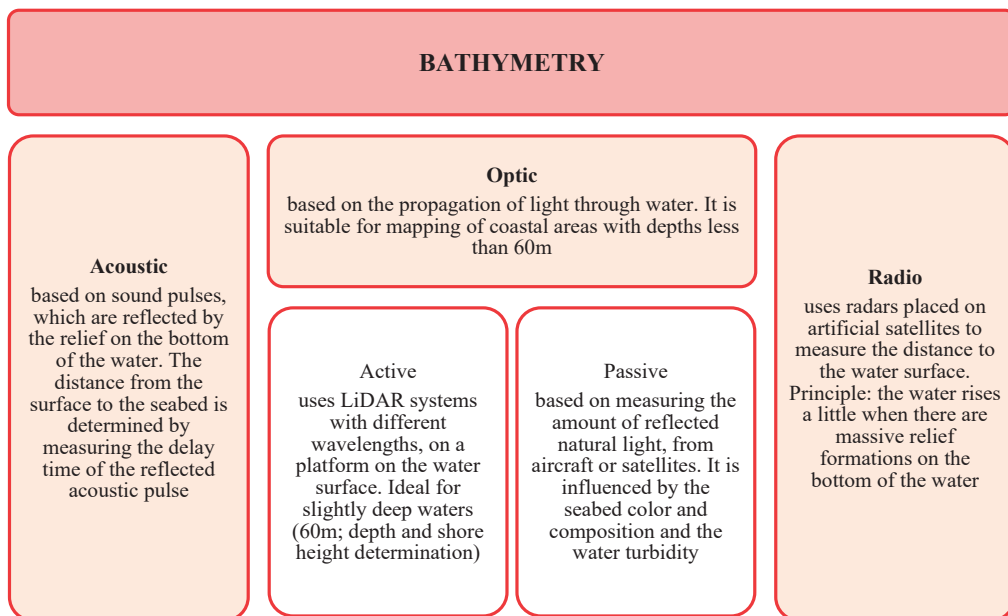 BATHYMETRY
Acoustic
based on sound pulses,
which are reflected by
the relief on the bottom
of the water. The
distance from the
surface to the seabed is
determined by
measuring the delay
time of the reflected
acoustic pulse
Optic
based on the propagation of light through water. It is
suitable for mapping of coastal areas with depths less
than 60m
Active
uses LiDAR systems
with different
wavelengths, on a
platform on the water
surface. Ideal for
slightly deep waters
(60m; depth and shore
height determination)
Passive
based on measuring the
amount of reflected
natural light, from
aircraft or satellites. It is
influenced by the
seabed color and
composition and the
water turbidity
Radio
uses radars placed on
artificial satellites to
measure the distance to
the water surface.
Principle: the water rises
a little when there are
massive relief
formations on the
bottom of the water